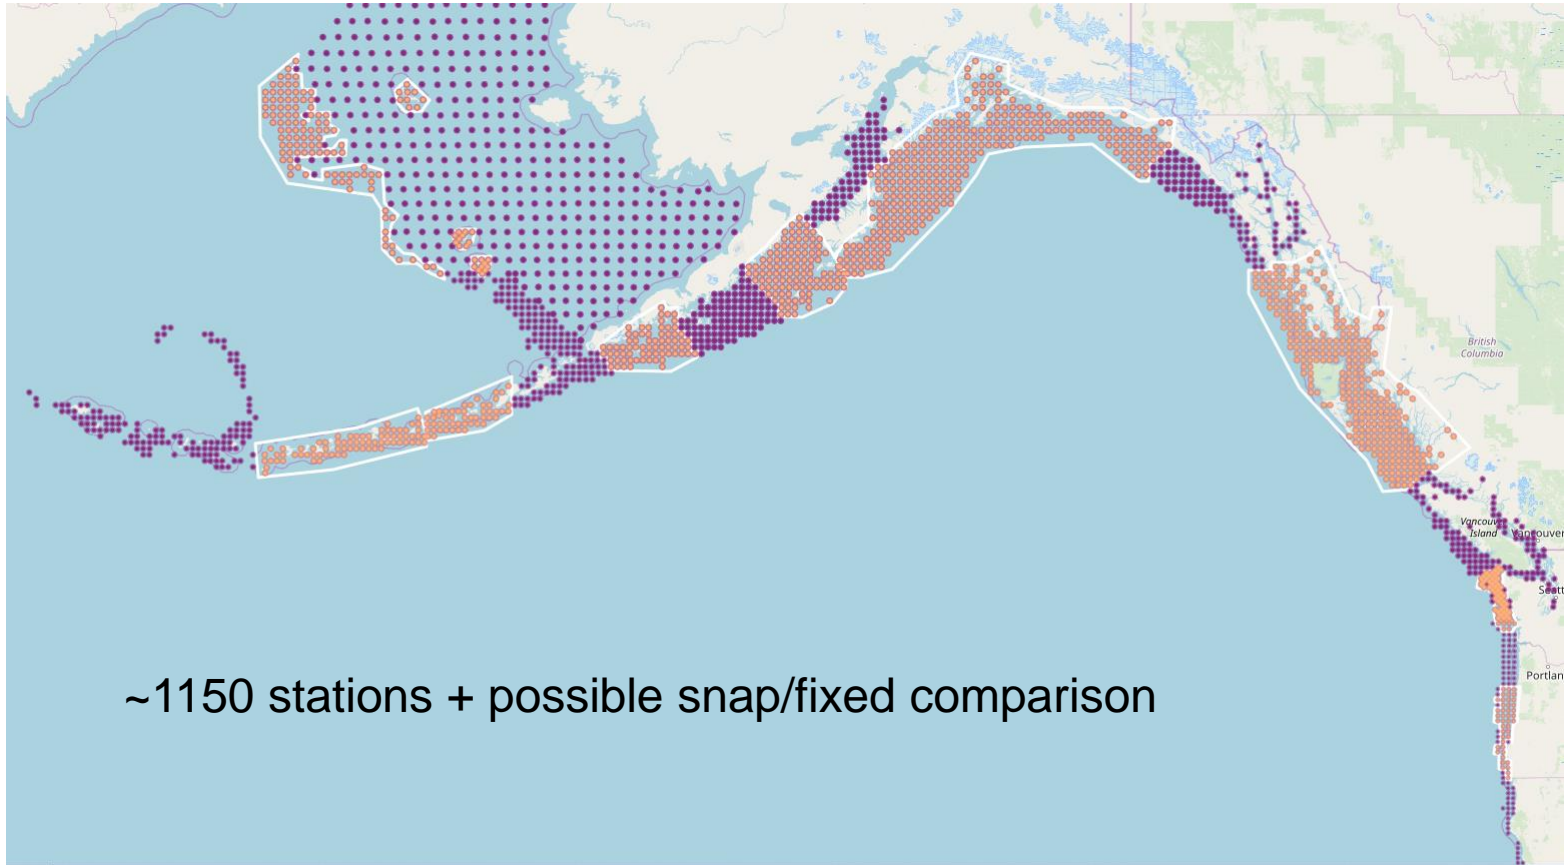 British
Columbia
Vancouver
Island
Vancouver
Seatt
Portlan
~1150 stations + possible snap/fixed comparison